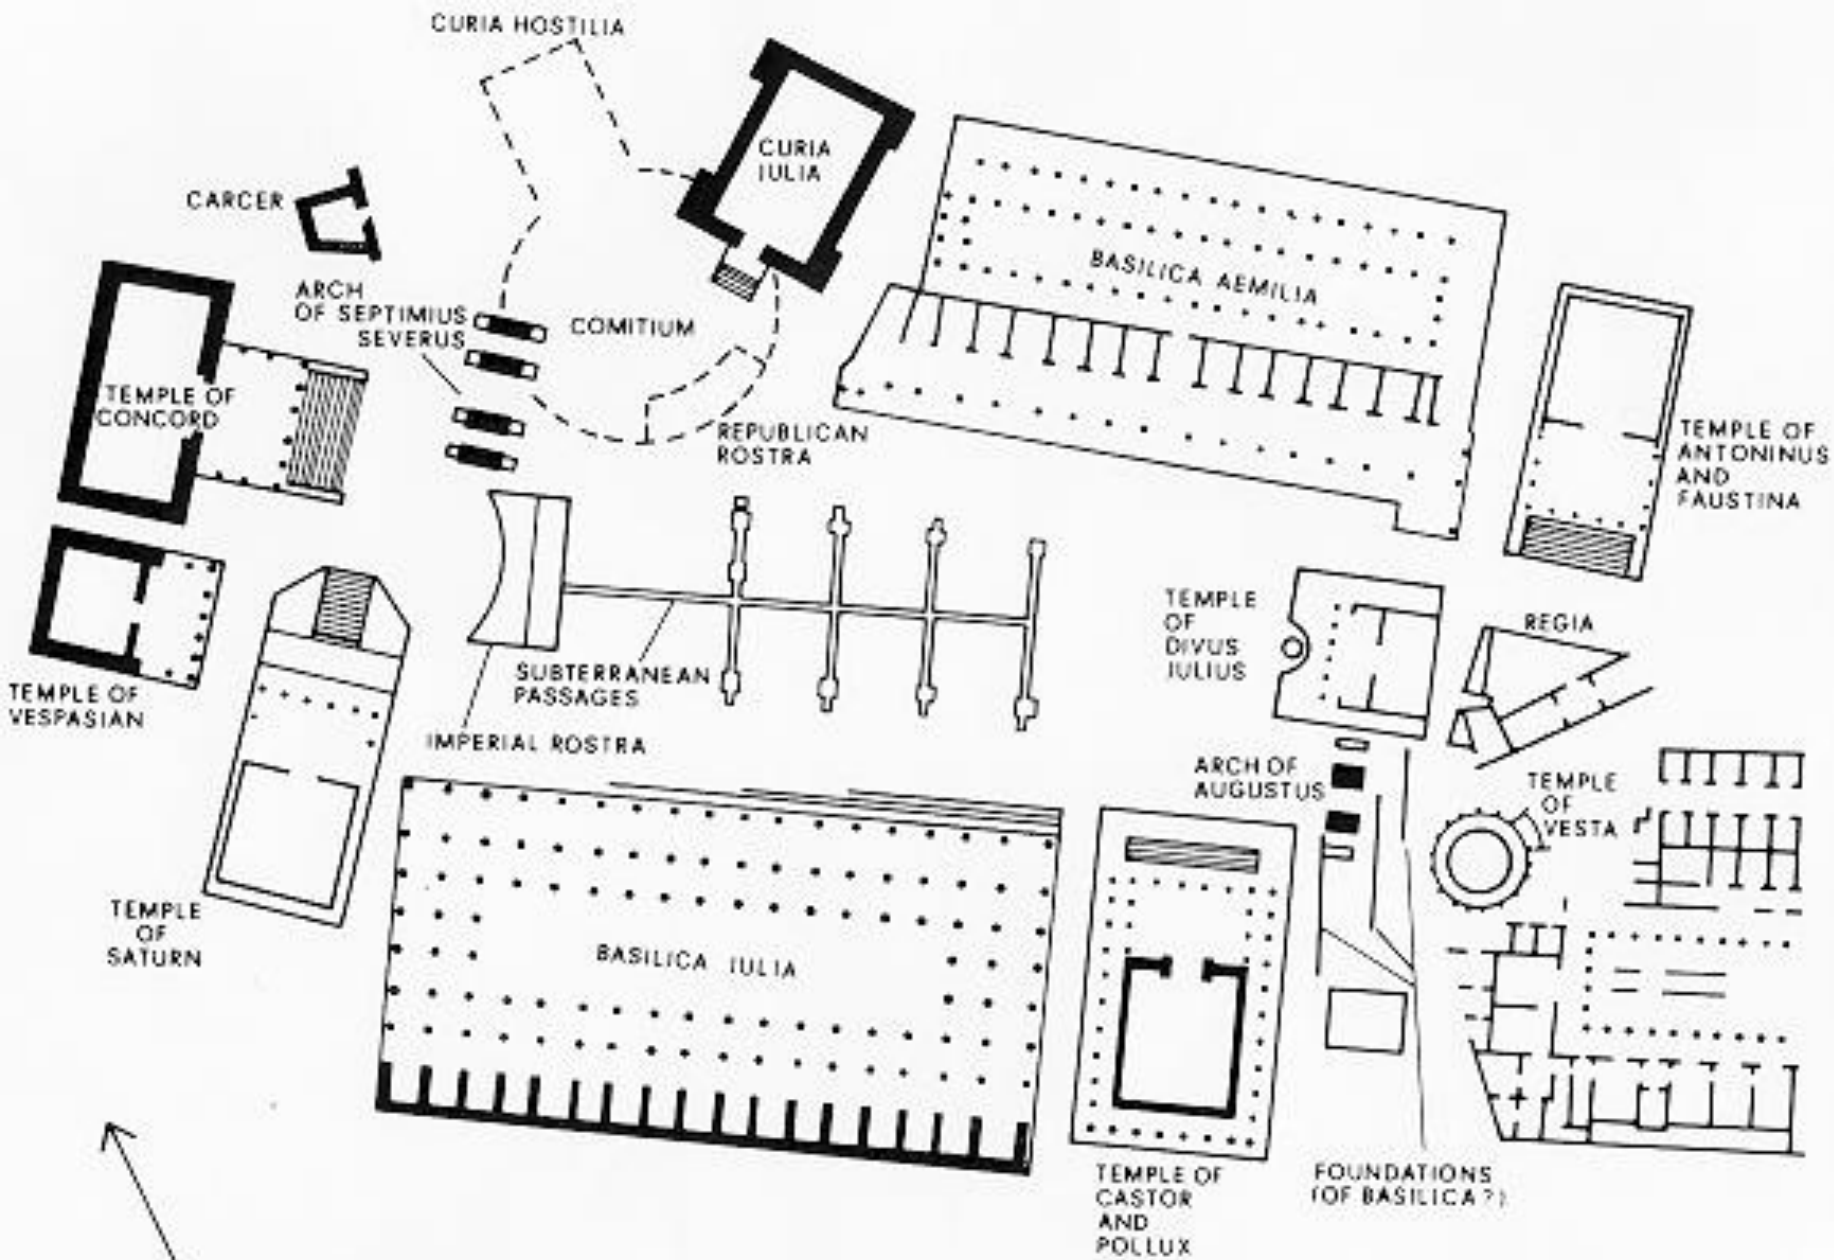 CURIA HOSTILIA
CURIA
IULIA
CARCER
BASILICA AEMILIA
ARCH
OF SEPTIMIUS
SEVERUS
COMITIUM
TEMPLE OF
CONCORD
REPUBLICAN
ROSTRA
TEMPLE OF
ANTONINUS
AND
FAUSTINA
TEMPLE
OF
DIVUS
JULIUS
REGIA
SUBTERRANEAN
PASSAGES
TEMPLE OF
VESPASIAN
IMPERIAL ROSTRA
ARCH OF
AUGUSTUS
TEMPLE
OF
VESTA
TEMPLE
OF
SATURN
BASILICA IULIA
TEMPLE OF
CASTOR
AND
POLLUX
FOUNDATIONS
(OF BASILICA?)